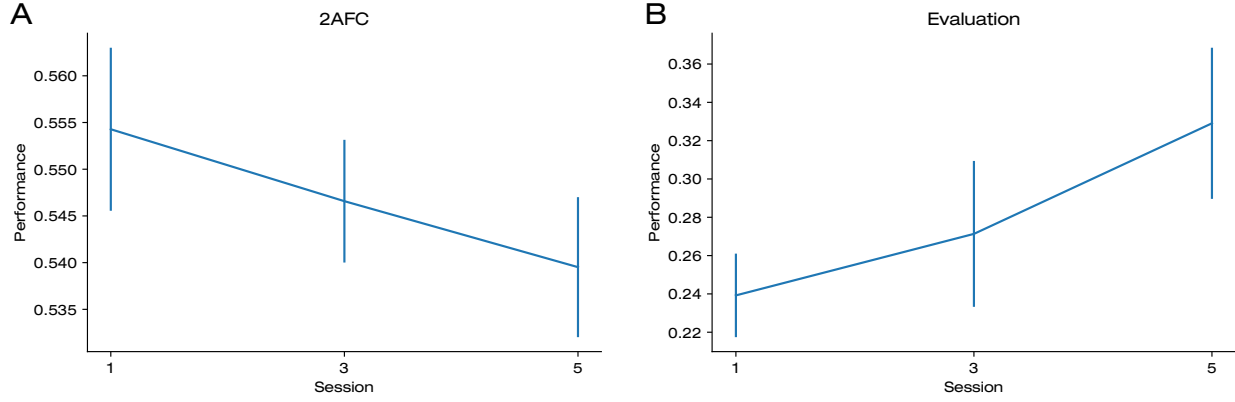 A
2AFC
0.560
0.555
0.550
0.545
0.540
0.535
Performance
1
3
5
Session
B
Evaluation
0.36
0.34
0.32
0.30
0.28
0.26
0.24
0.22
Performance
1
3
5
Session